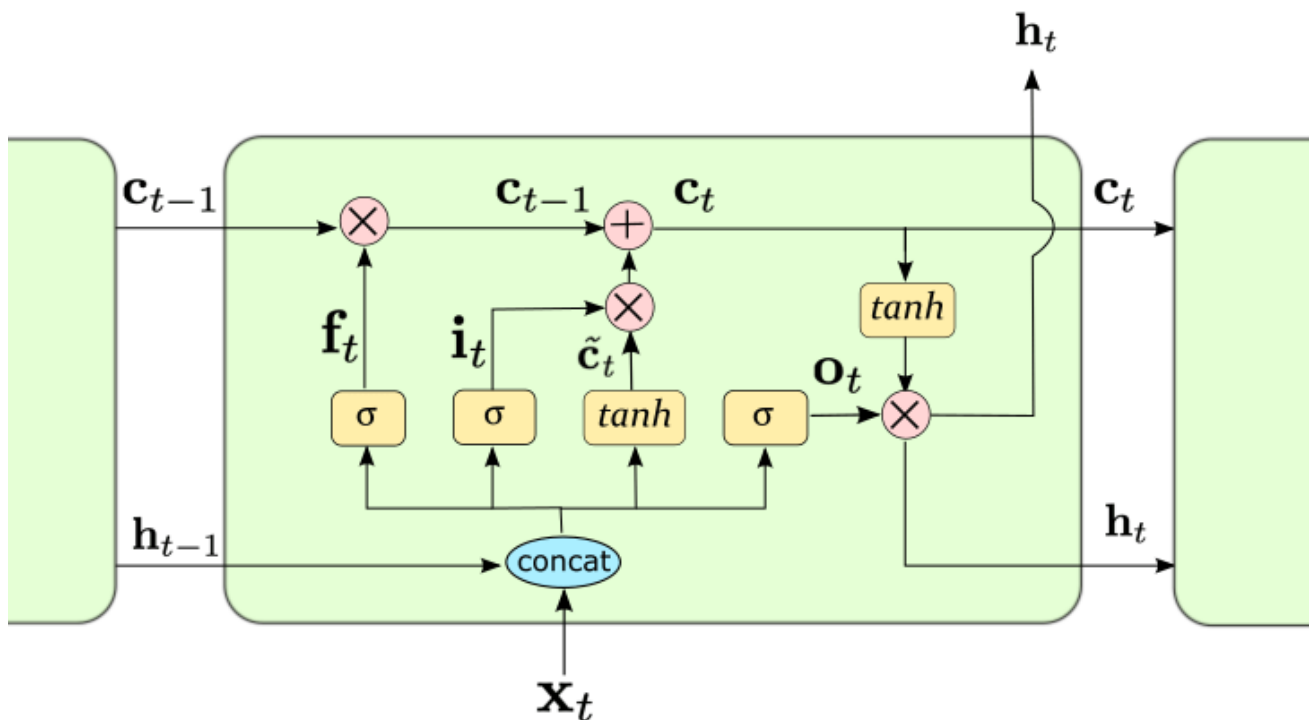 h_t
c_{t-1}
c_{t-1}
c_t
c_t
×
+
tanh
×
f_t
i_t
c̃_t
o_t
σ
σ
tanh
σ
×
h_{t-1}
h_t
concat
x_t